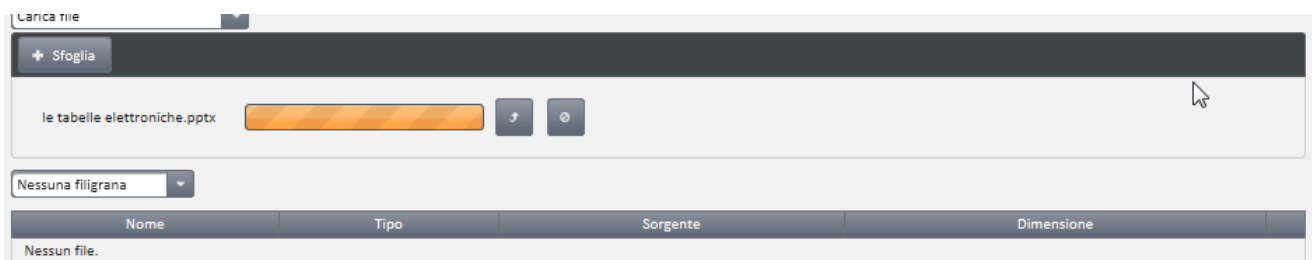 Carica file
+ Sfoglia
le tabelle elettroniche.pptx
Nessuna filigrana
Nome Tipo Sorgente Dimensione
Nessun file.